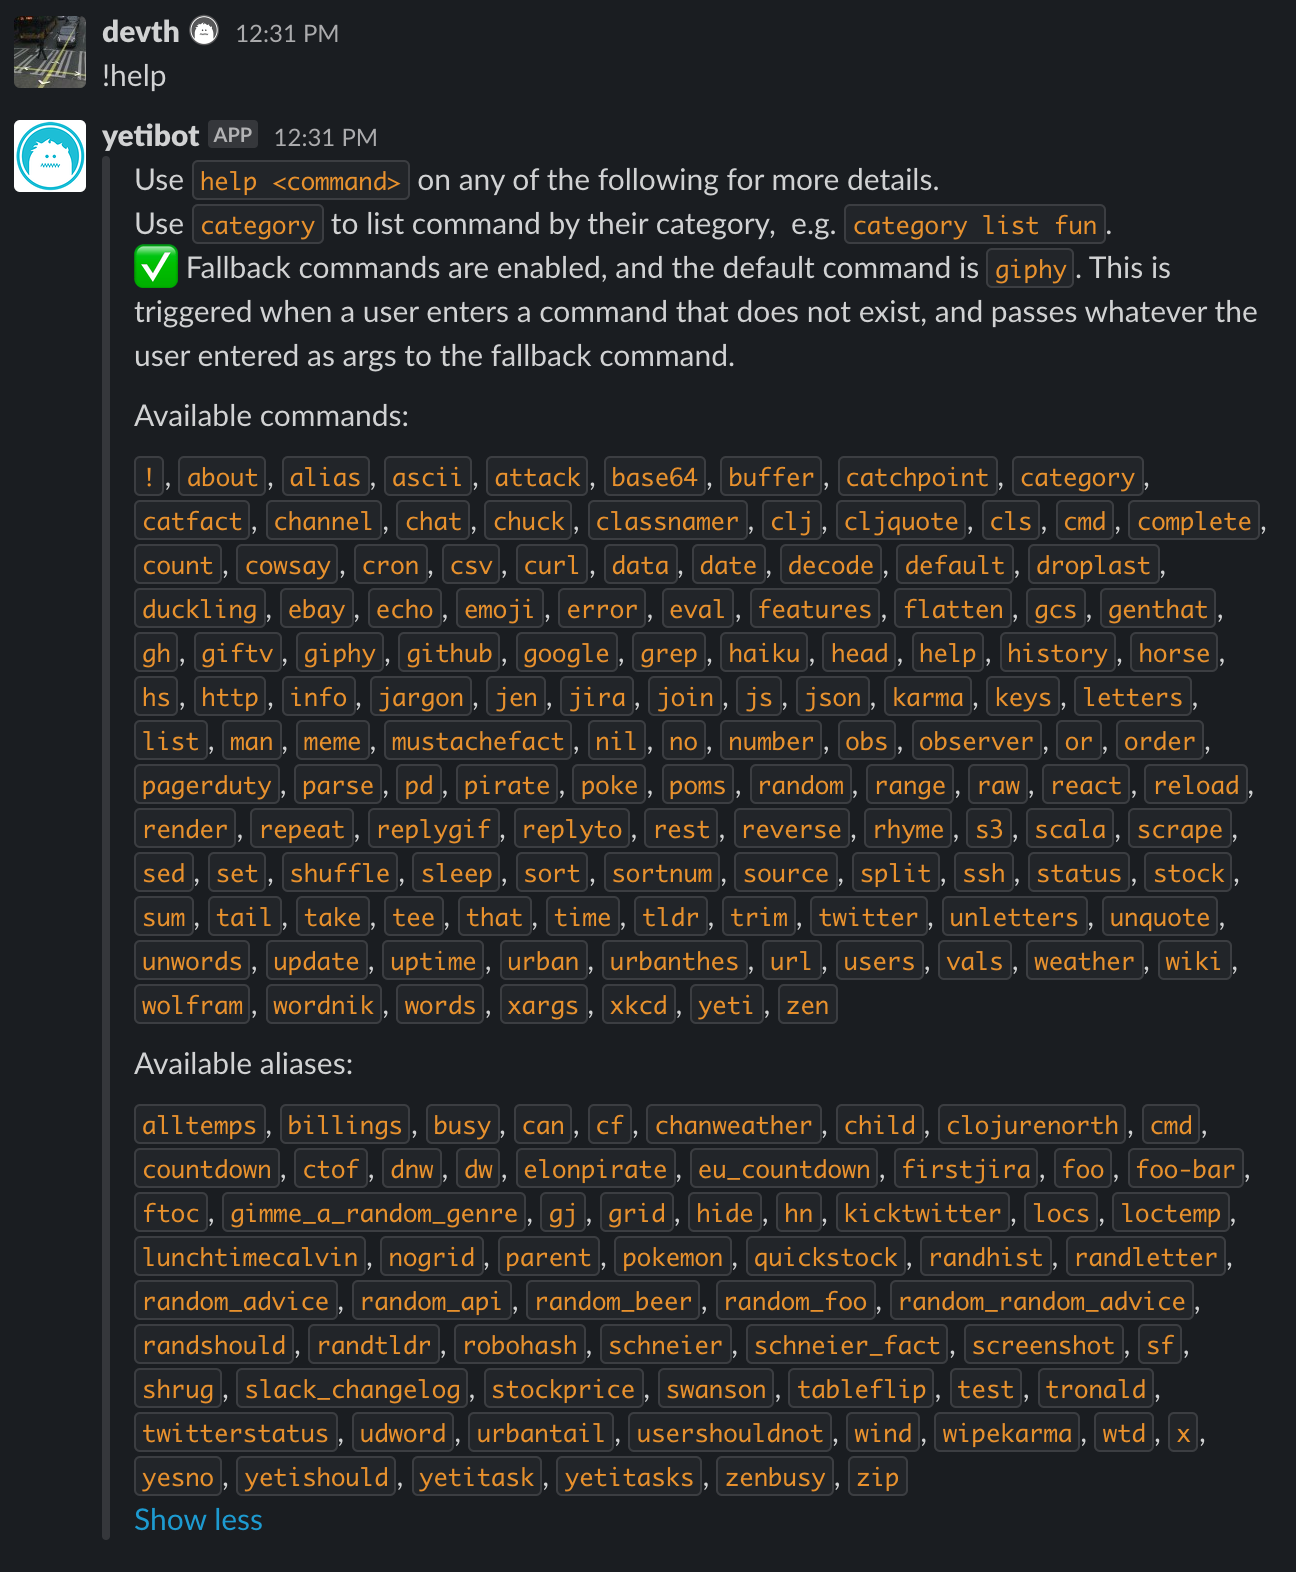 devth 12:31 PM
!help
yetibot APP 12:31 PM
Use help <command> on any of the following for more details.
Use category to list command by their category,  e.g. category list fun.
✅ Fallback commands are enabled, and the default command is giphy. This is
triggered when a user enters a command that does not exist, and passes whatever the
user entered as args to the fallback command.
Available commands:
!, about, alias, ascii, attack, base64, buffer, catchpoint, category,
catfact, channel, chat, chuck, classnamer, clj, cljquote, cls, cmd, complete,
count, cowsay, cron, csv, curl, data, date, decode, default, droplast,
duckling, ebay, echo, emoji, error, eval, features, flatten, gcs, genthat,
gh, giftv, giphy, github, google, grep, haiku, head, help, history, horse,
hs, http, info, jargon, jen, jira, join, js, json, karma, keys, letters,
list, man, meme, mustachefact, nil, no, number, obs, observer, or, order,
pagerduty, parse, pd, pirate, poke, poms, random, range, raw, react, reload,
render, repeat, replygif, replyto, rest, reverse, rhyme, s3, scala, scrape,
sed, set, shuffle, sleep, sort, sortnum, source, split, ssh, status, stock,
sum, tail, take, tee, that, time, tldr, trim, twitter, unletters, unquote,
unwords, update, uptime, urban, urbanthes, url, users, vals, weather, wiki,
wolfram, wordnik, words, xargs, xkcd, yeti, zen
Available aliases:
alltemps, billings, busy, can, cf, chanweather, child, clojurenorth, cmd,
countdown, ctof, dnw, dw, elonpirate, eu_countdown, firstjira, foo, foo-bar,
ftoc, gimme_a_random_genre, gj, grid, hide, hn, kicktwitter, locs, loctemp,
lunchtimecalvin, nogrid, parent, pokemon, quickstock, randhist, randletter,
random_advice, random_api, random_beer, random_foo, random_random_advice,
randshould, randtldr, robohash, schneier, schneier_fact, screenshot, sf,
shrug, slack_changelog, stockprice, swanson, tableflip, test, tronald,
twitterstatus, udword, urbantail, usershouldnot, wind, wipekarma, wtd, x,
yesno, yetishould, yetitask, yetitasks, zenbusy, zip
Show less